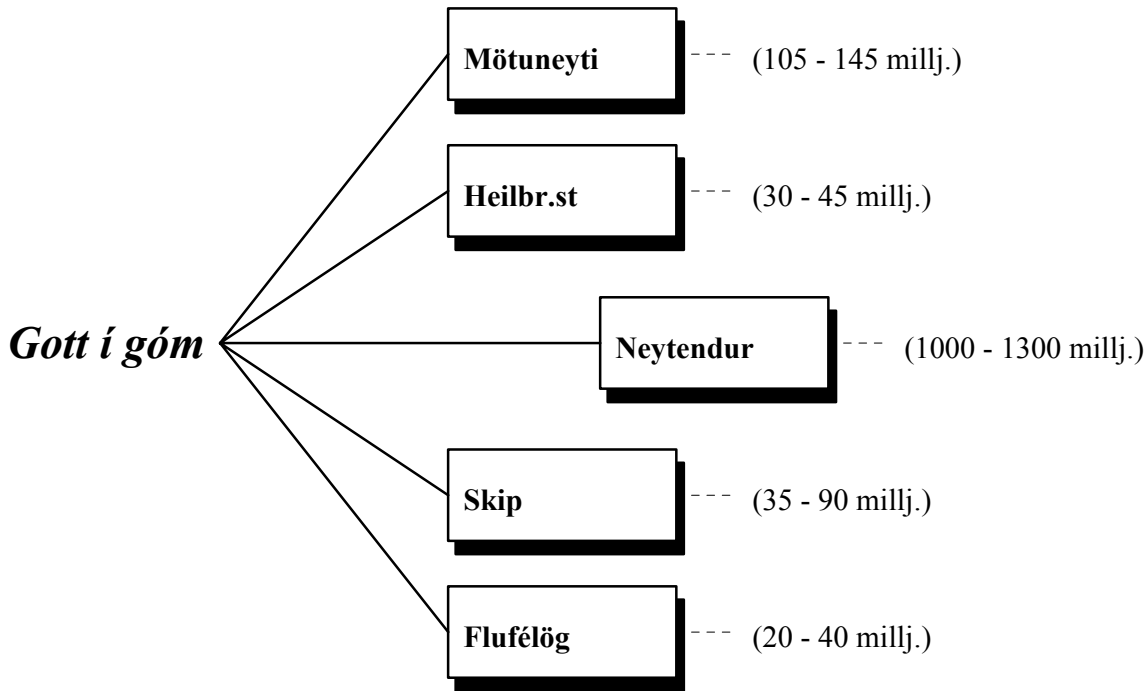 Mötuneyti (105 - 145 millj.)
Heilbr.st (30 - 45 millj.)
Gott í góm Neytendur (1000 - 1300 millj.)
Skip (35 - 90 millj.)
Flufélög (20 - 40 millj.)